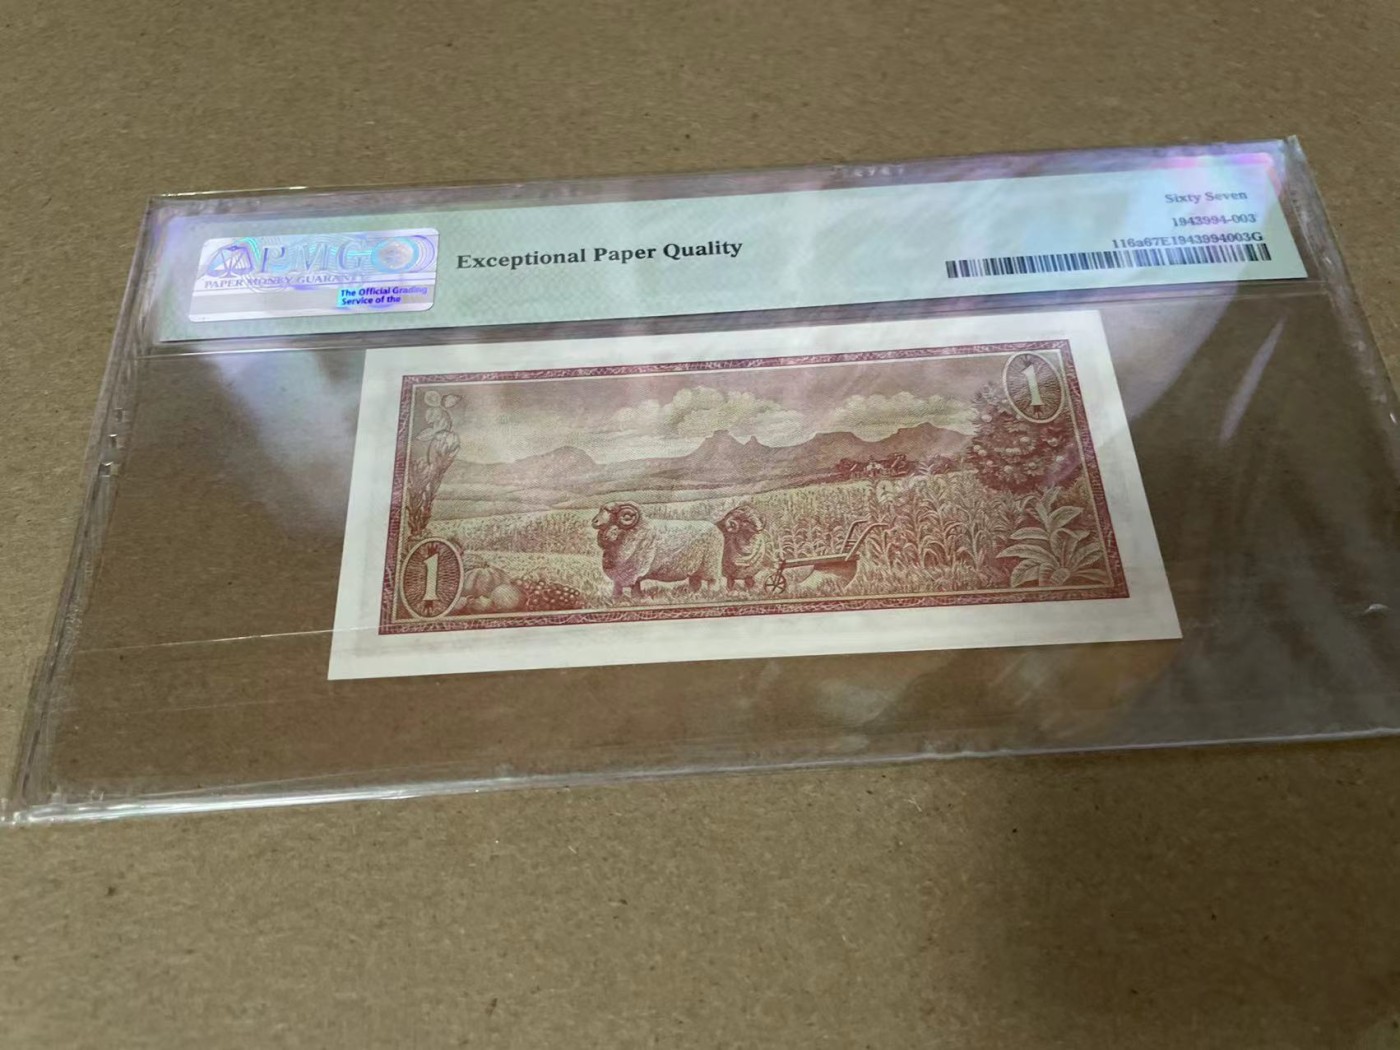 PMG
PAPER MONEY GUARANTY
The Official Grading
Service of the
Exceptional Paper Quality
Sixty Seven
1943994-003
116a67E1943994003G
1
1